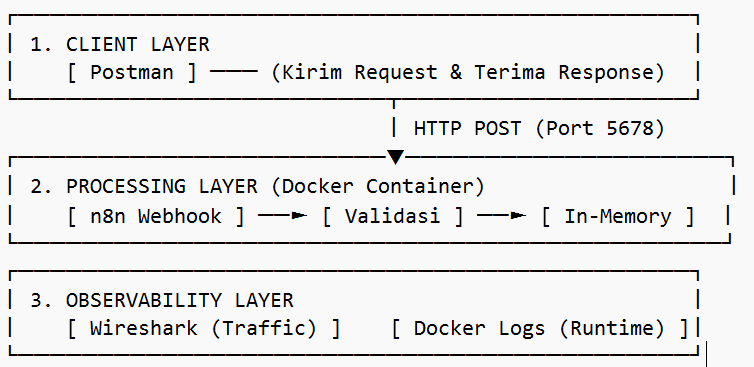 1. CLIENT LAYER
[ Postman ] ─── (Kirim Request & Terima Response)
HTTP POST (Port 5678)
2. PROCESSING LAYER (Docker Container)
[ n8n Webhook ] ──► [ Validasi ] ──► [ In-Memory ]
3. OBSERVABILITY LAYER
[ Wireshark (Traffic) ] [ Docker Logs (Runtime) ]